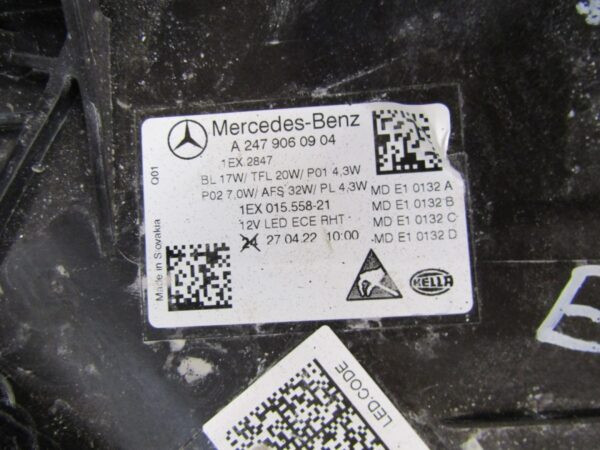 Mercedes-Benz
A 247 906 09 04
1EX 2847
BL 17W/ TFL 20W/ P01 4,3W
P02 7,0W/ AFS 32W/ PL 4,3W
1EX 015.558-21
12V LED ECE RHT
24 27.04.22 10:00
MD E1 0132 A
MD E1 0132 B
MD E1 0132 C
MD E1 0132 D
HELLA
Q01
Made in Slovakia
LED.CODE
E